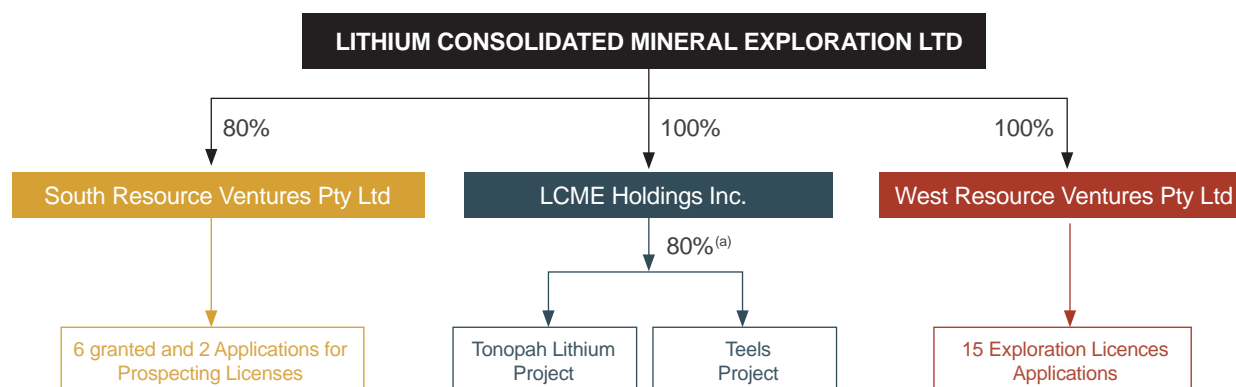 LITHIUM CONSOLIDATED MINERAL EXPLORATION LTD
80%
100%
100%
South Resource Ventures Pty Ltd
LCME Holdings Inc.
West Resource Ventures Pty Ltd
80%(a)
6 granted and 2 Applications for
Prospecting Licenses
Tonopah Lithium
Project
Teels
Project
15 Exploration Licences
Applications